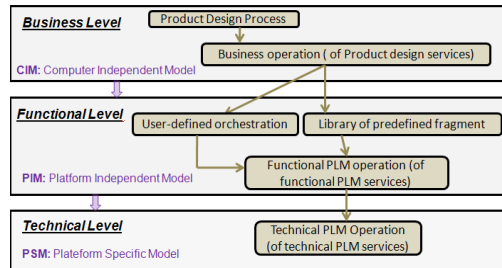 Business Level
Product Design Process
Business operation ( of Product design services)
CIM: Computer Independent Model
Functional Level
User-defined orchestration
Library of predefined fragment
Functional PLM operation (of
functional PLM services)
PIM: Platform Independent Model
Technical Level
Technical PLM Operation
(of technical PLM services)
PSM: Plateform Specific Model